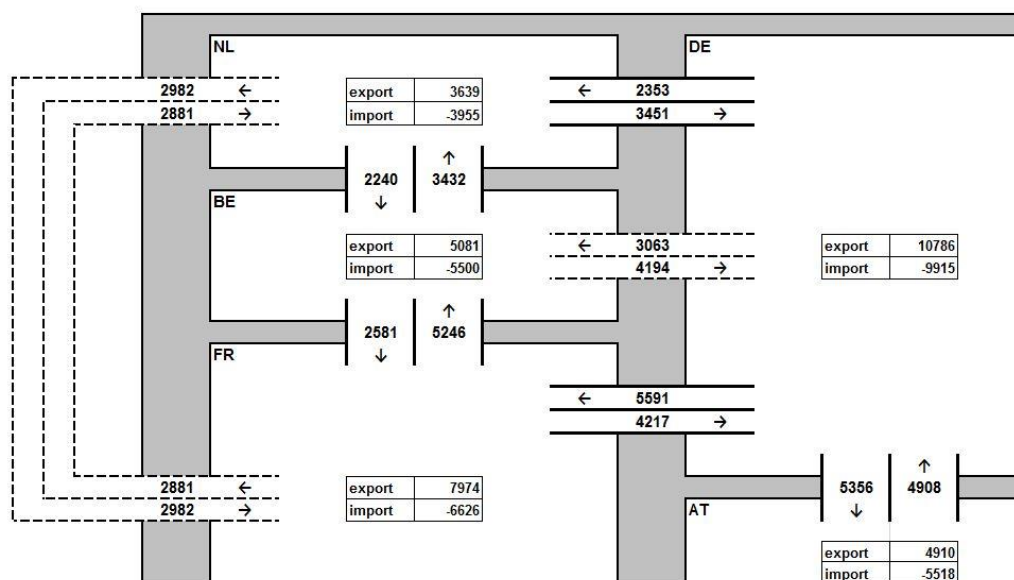 NL
DE
2982 ←
export 3639
← 2353
2881 →
import -3955
3451 →
↑
2240 3432
↓
BE
export 5081
← 3063
export 10786
import -5500
4194 →
import -9915
↑
2581 5246
↓
FR
← 5591
4217 →
↑
2881 ←
export 7974
5356 4908
2982 →
import -6626
↓
AT
export 4910
import -5518